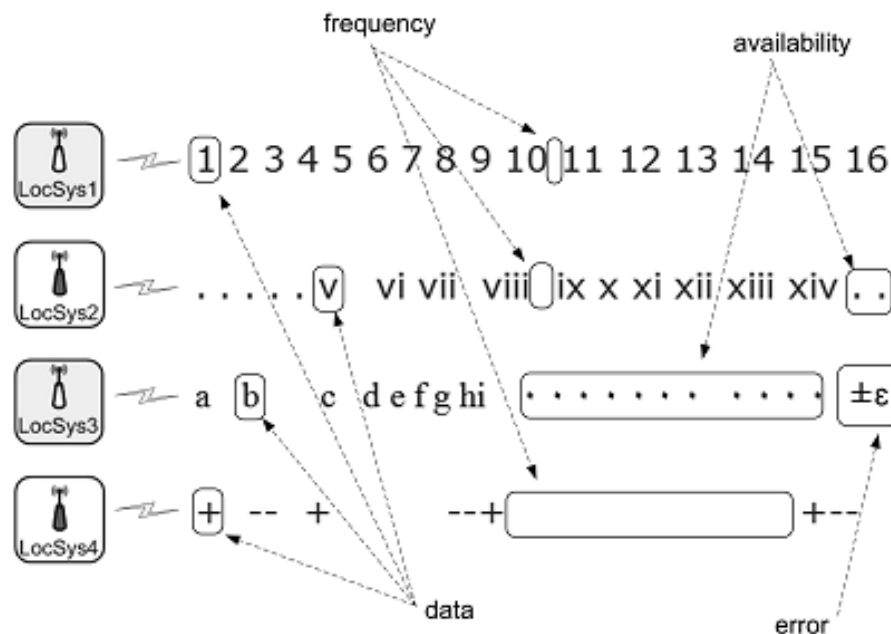 frequency
availability
1 2 3 4 5 6 7 8 9 10 11 12 13 14 15 16
LocSys1
. . . . . v vi vii viii ix x xi xii xiii xiv . .
LocSys2
a b c d e f g h i . . . . . . . . . . . . ±ε
LocSys3
+ -- + --+ +--
LocSys4
data
error